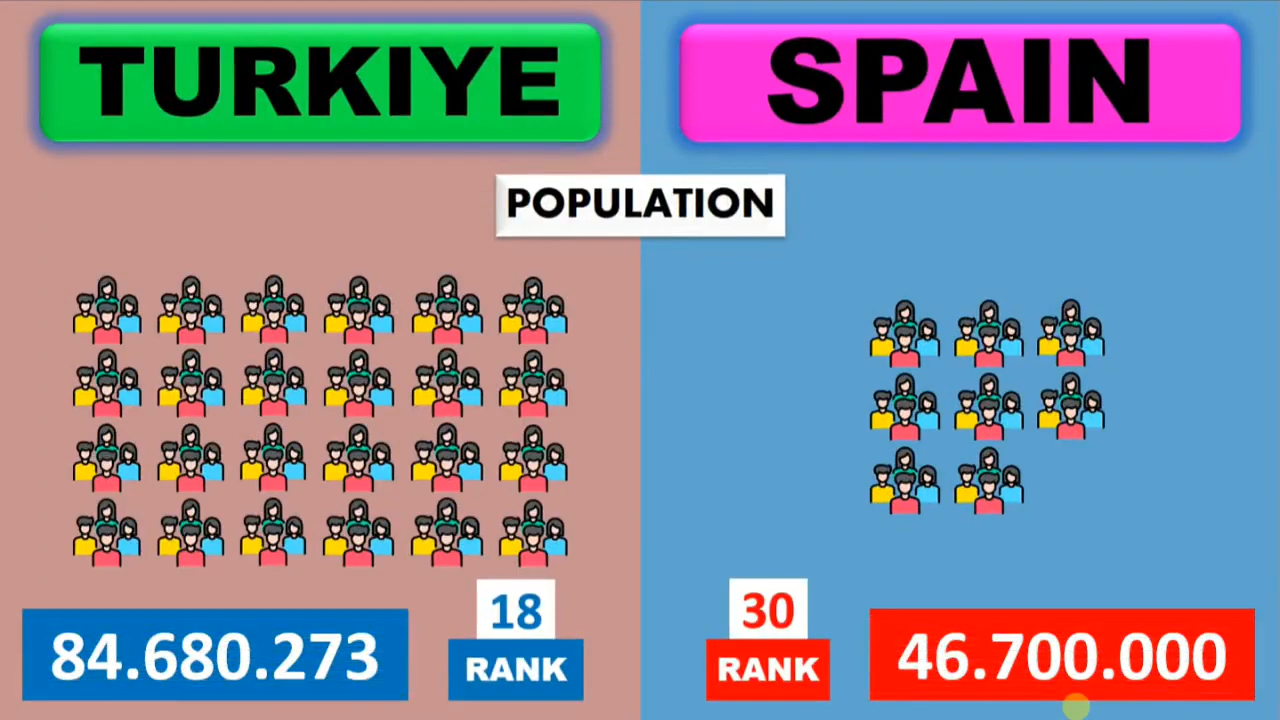 TURKIYE
SPAIN
POPULATION
18
RANK
84.680.273
30
RANK
46.700.000